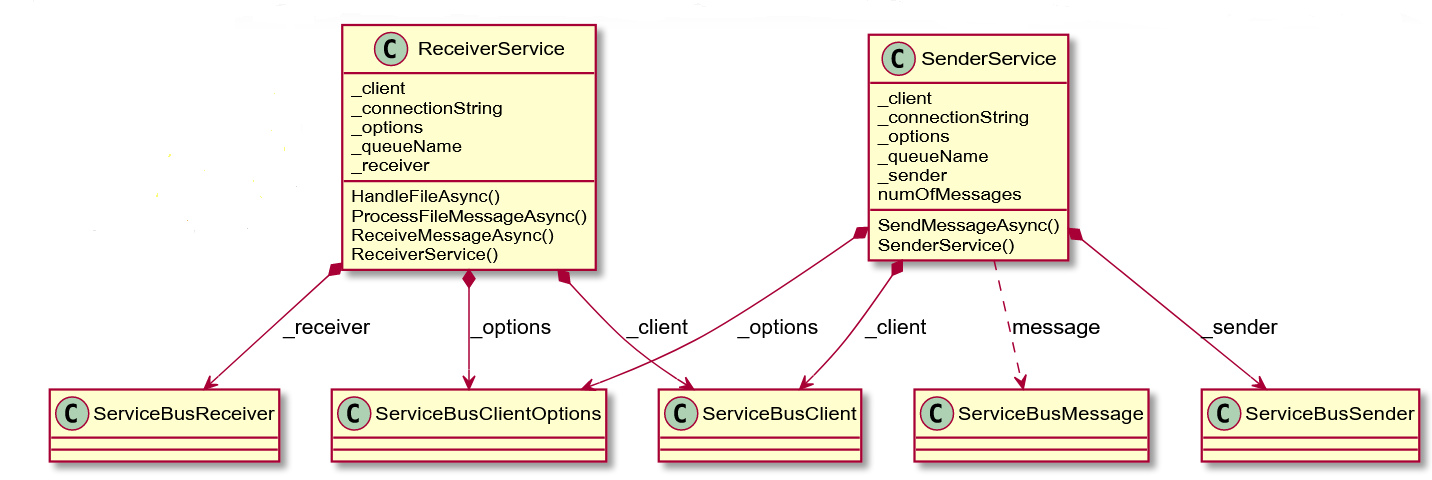 C ReceiverService
_client
_connectionString
_options
_queueName
_receiver
HandleFileAsync()
ProcessFileMessageAsync()
ReceiveMessageAsync()
ReceiverService()
C SenderService
_client
_connectionString
_options
_queueName
_sender
numOfMessages
SendMessageAsync()
SenderService()
_receiver
_options
_client
_options
_client
message
_sender
C ServiceBusReceiver
C ServiceBusClientOptions
C ServiceBusClient
C ServiceBusMessage
C ServiceBusSender